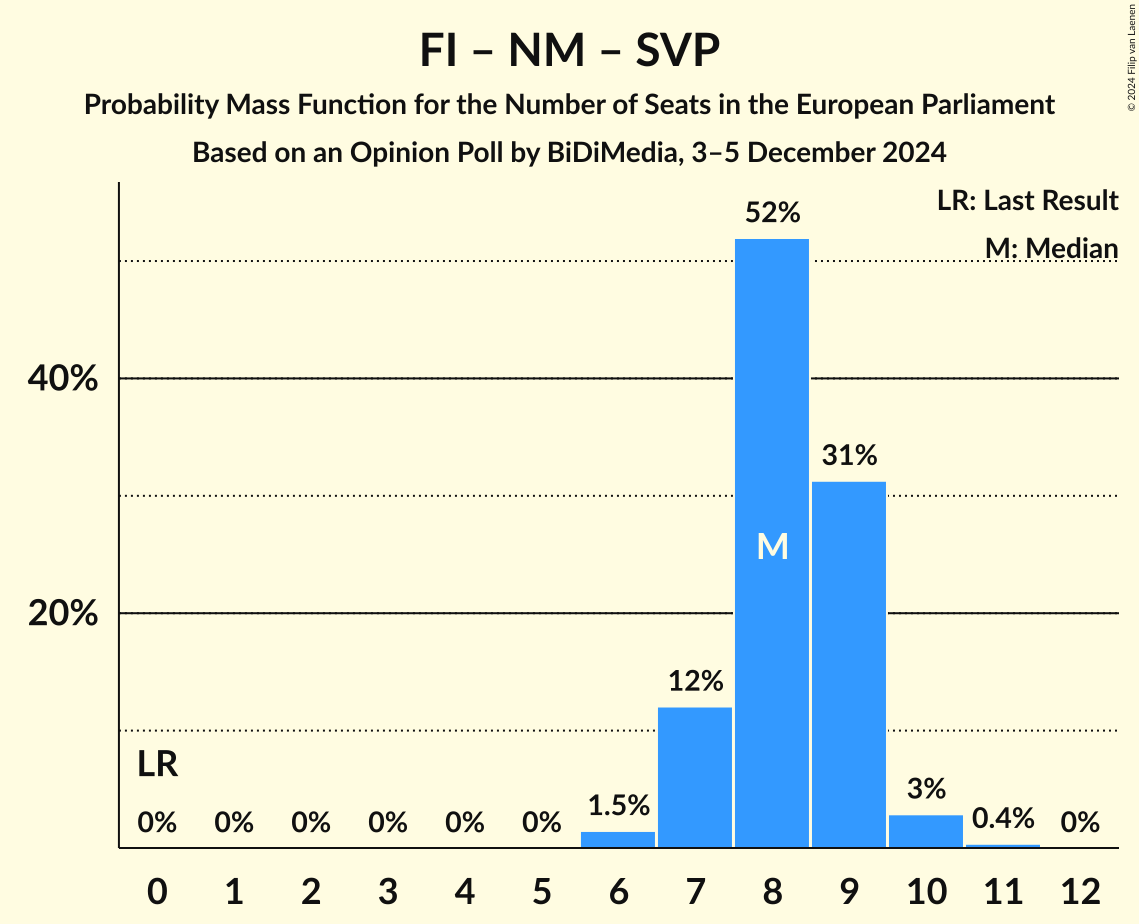 FI – NM – SVP
Probability Mass Function for the Number of Seats in the European Parliament
Based on an Opinion Poll by BiDiMedia, 3–5 December 2024
© 2024 Filip van Laenen
LR: Last Result
M: Median
52%
40%
31%
M
20%
12%
LR
0% 0% 0% 0% 0% 0% 1.5% 3% 0.4% 0%
0 1 2 3 4 5 6 7 8 9 10 11 12